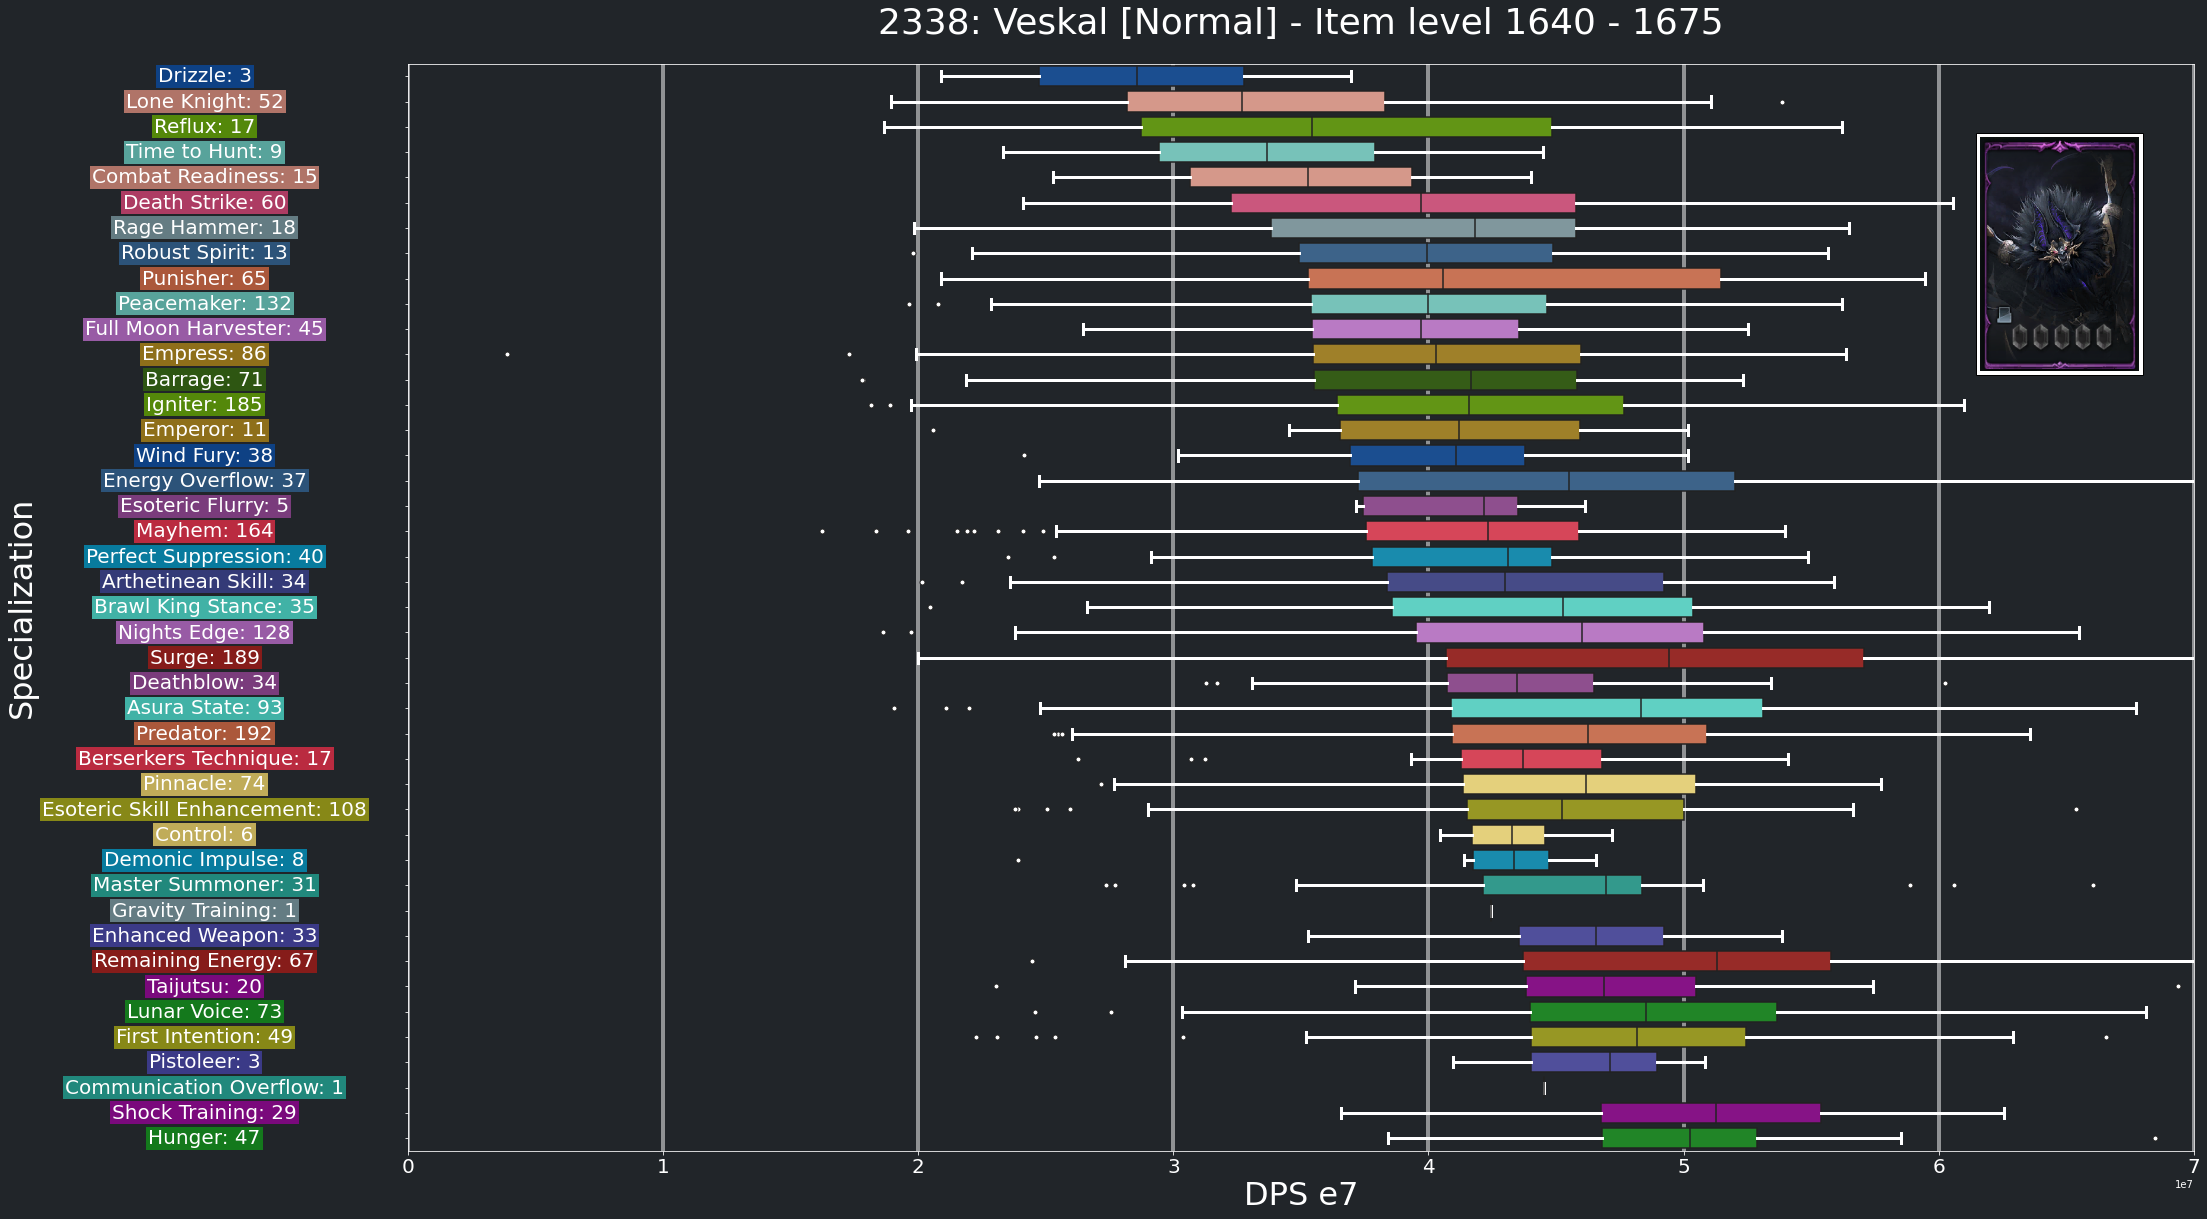 2338: Veskal [Normal] - Item level 1640 - 1675
Drizzle: 3
Lone Knight: 52
Reflux: 17
Time to Hunt: 9
Combat Readiness: 15
Death Strike: 60
Rage Hammer: 18
Robust Spirit: 13
Punisher: 65
Peacemaker: 132
Full Moon Harvester: 45
Empress: 86
Barrage: 71
Igniter: 185
Emperor: 11
Wind Fury: 38
Energy Overflow: 37
Esoteric Flurry: 5
Mayhem: 164
Perfect Suppression: 40
Arthetinean Skill: 34
Brawl King Stance: 35
Nights Edge: 128
Surge: 189
Deathblow: 34
Asura State: 93
Predator: 192
Berserkers Technique: 17
Pinnacle: 74
Esoteric Skill Enhancement: 108
Control: 6
Demonic Impulse: 8
Master Summoner: 31
Gravity Training: 1
Enhanced Weapon: 33
Remaining Energy: 67
Taijutsu: 20
Lunar Voice: 73
First Intention: 49
Pistoleer: 3
Communication Overflow: 1
Shock Training: 29
Hunger: 47
Specialization
0 1 2 3 4 5 6 7
DPS e7
1e7